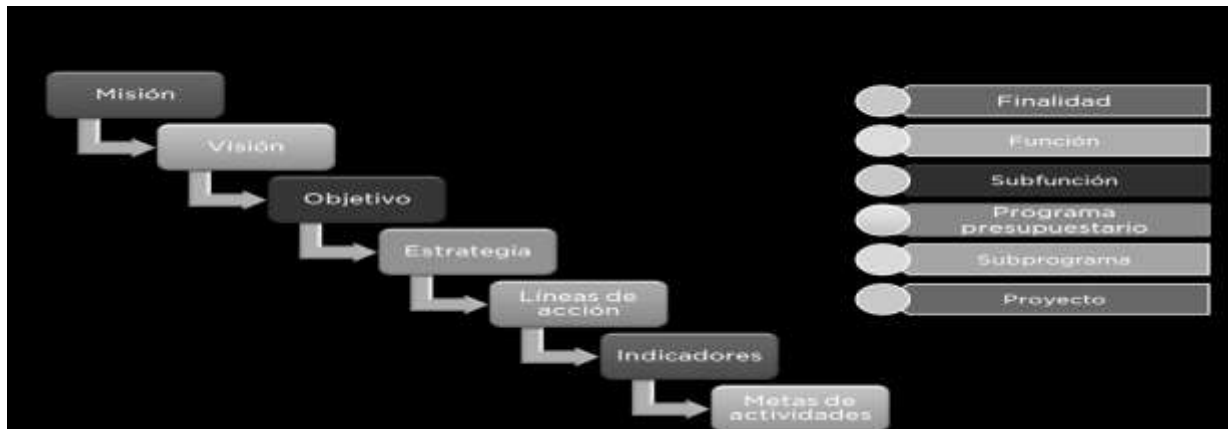 Misión
Visión
Objetivo
Estrategia
Líneas de
acción
Indicadores
Metas de
actividades
Finalidad
Función
Subfunción
Programa
presupuestario
Subprograma
Proyecto